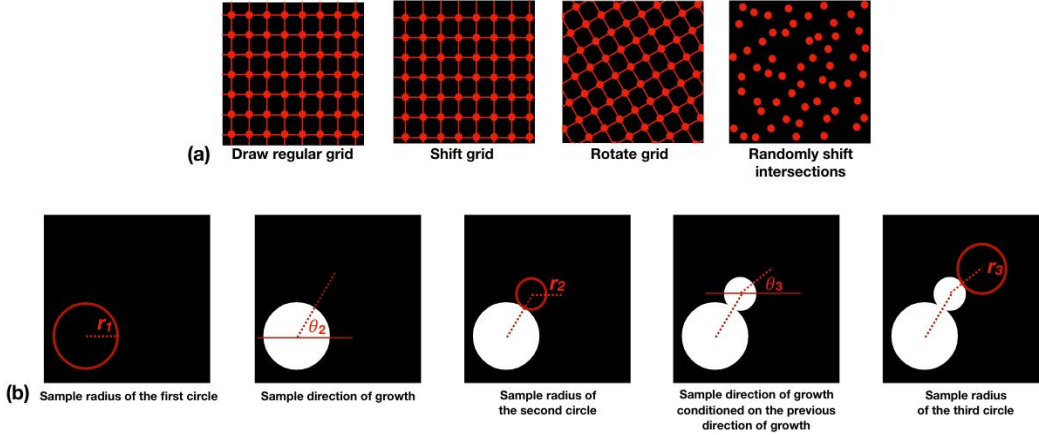 (a)
Draw regular grid
Shift grid
Rotate grid
Randomly shift
intersections
(b)
r1
θ2
r2
θ3
r3
Sample radius of the first circle
Sample direction of growth
Sample radius of
the second circle
Sample direction of growth
conditioned on the previous
direction of growth
Sample radius
of the third circle